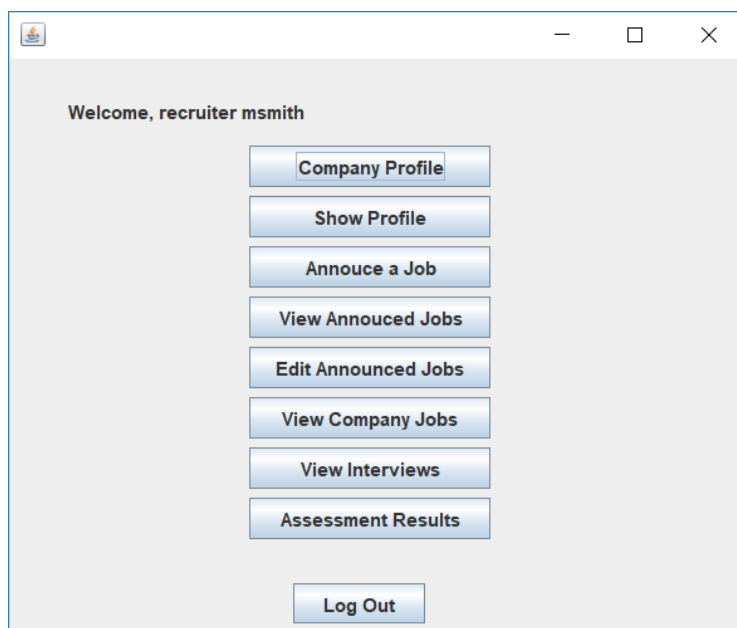 Welcome, recruiter msmith
Company Profile
Show Profile
Annouce a Job
View Annouced Jobs
Edit Announced Jobs
View Company Jobs
View Interviews
Assessment Results
Log Out